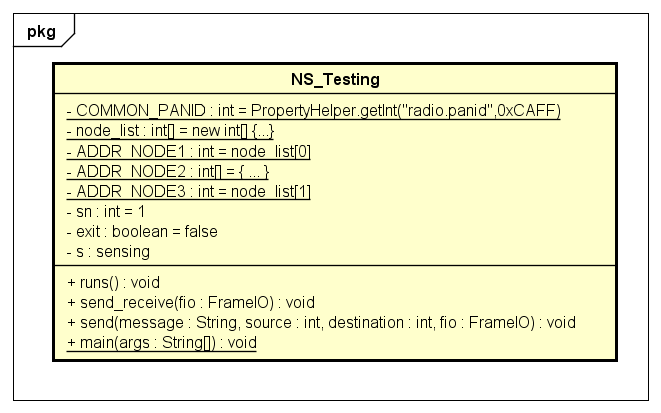 pkg
NS_Testing
- COMMON_PANID : int = PropertyHelper.getInt("radio.panid",0xCAFF)
- node_list : int[] = new int[] {...}
- ADDR_NODE1 : int = node_list[0]
- ADDR_NODE2 : int[] = { ... }
- ADDR_NODE3 : int = node_list[1]
- sn : int = 1
- exit : boolean = false
- s : sensing
+ runs() : void
+ send_receive(fio : FrameIO) : void
+ send(message : String, source : int, destination : int, fio : FrameIO) : void
+ main(args : String[]) : void